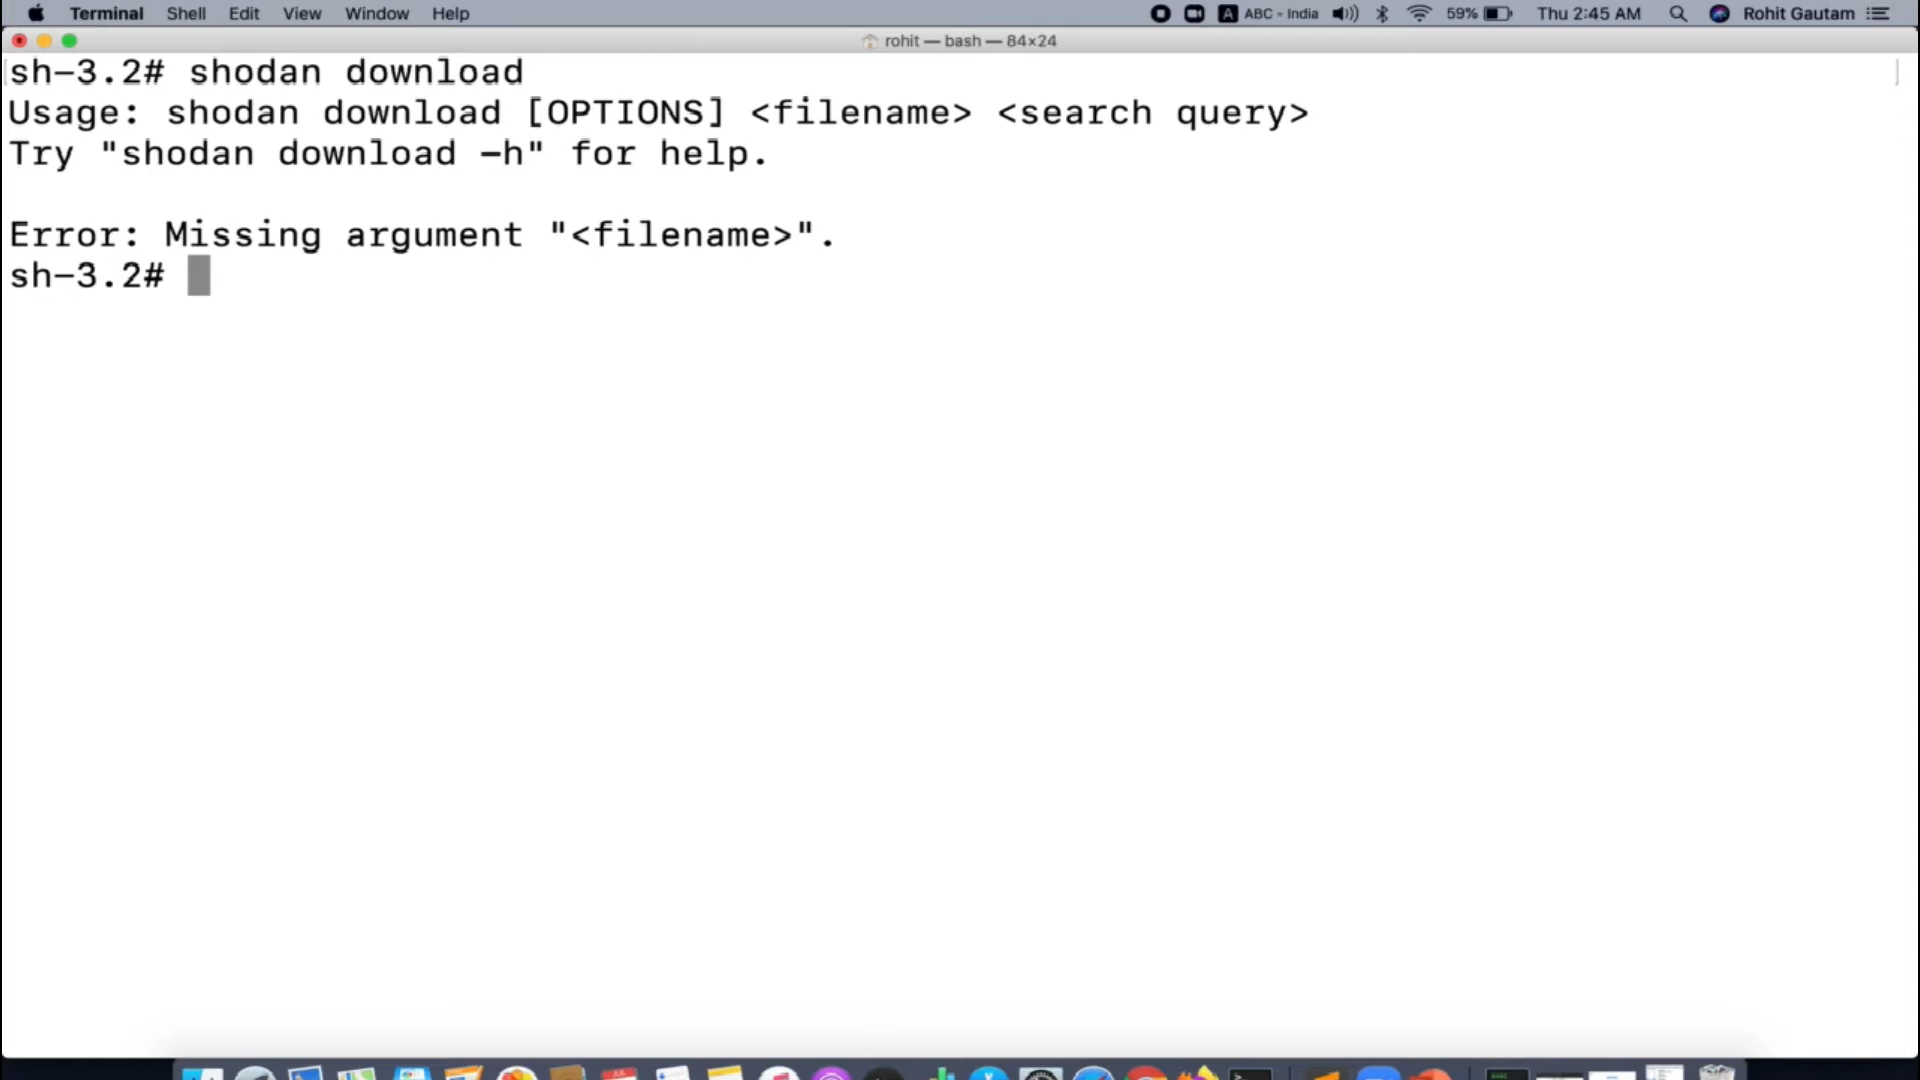 Terminal Shell Edit View Window Help A ABC - India 59% Thu 2:45 AM Rohit Gautam
rohit — bash — 84×24
sh-3.2# shodan download
Usage: shodan download [OPTIONS] <filename> <search query>
Try "shodan download -h" for help.
Error: Missing argument "<filename>".
sh-3.2#